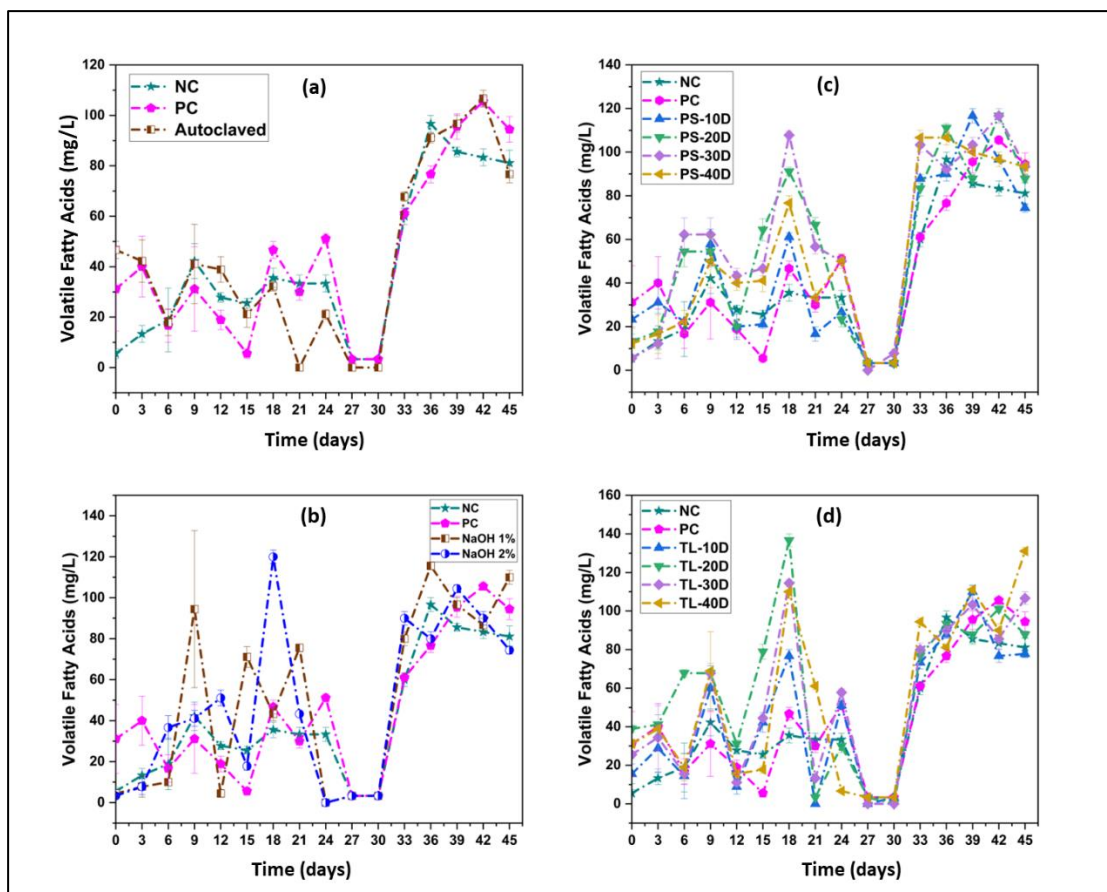 (a)
NC
PC
Autoclaved
Volatile Fatty Acids (mg/L)
120
100
80
60
40
20
0
0 3 6 9 12 15 18 21 24 27 30 33 36 39 42 45
Time (days)
(c)
NC
PC
PS-10D
PS-20D
PS-30D
PS-40D
Volatile Fatty Acids (mg/L)
140
120
100
80
60
40
20
0
0 3 6 9 12 15 18 21 24 27 30 33 36 39 42 45
Time (days)
(b)
NC
PC
NaOH 1%
NaOH 2%
Volatile Fatty Acids (mg/L)
140
120
100
80
60
40
20
0
0 3 6 9 12 15 18 21 24 27 30 33 36 39 42 45
Time (days)
(d)
NC
PC
TL-10D
TL-20D
TL-30D
TL-40D
Volatile Fatty Acids (mg/L)
160
140
120
100
80
60
40
20
0
0 3 6 9 12 15 18 21 24 27 30 33 36 39 42 45
Time (days)